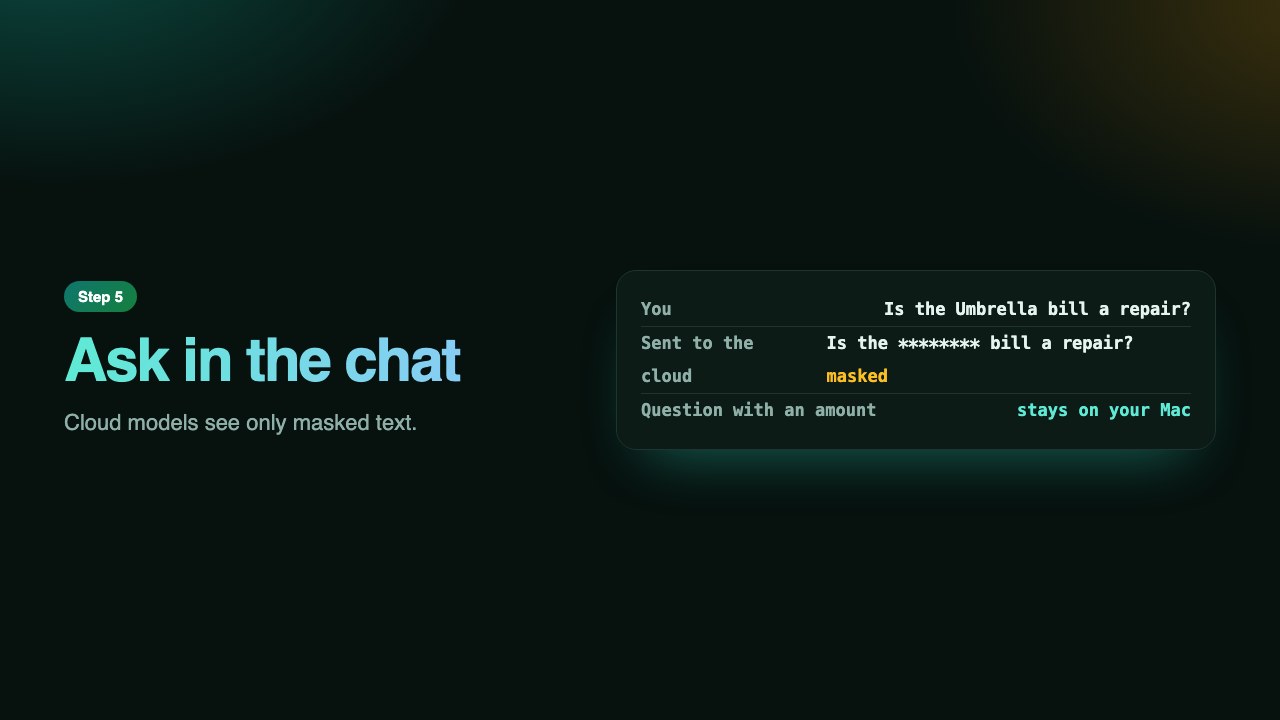 Step 5
Ask in the chat
Cloud models see only masked text.
You Is the Umbrella bill a repair?
Sent to the Is the ******** bill a repair?
cloud masked
Question with an amount stays on your Mac